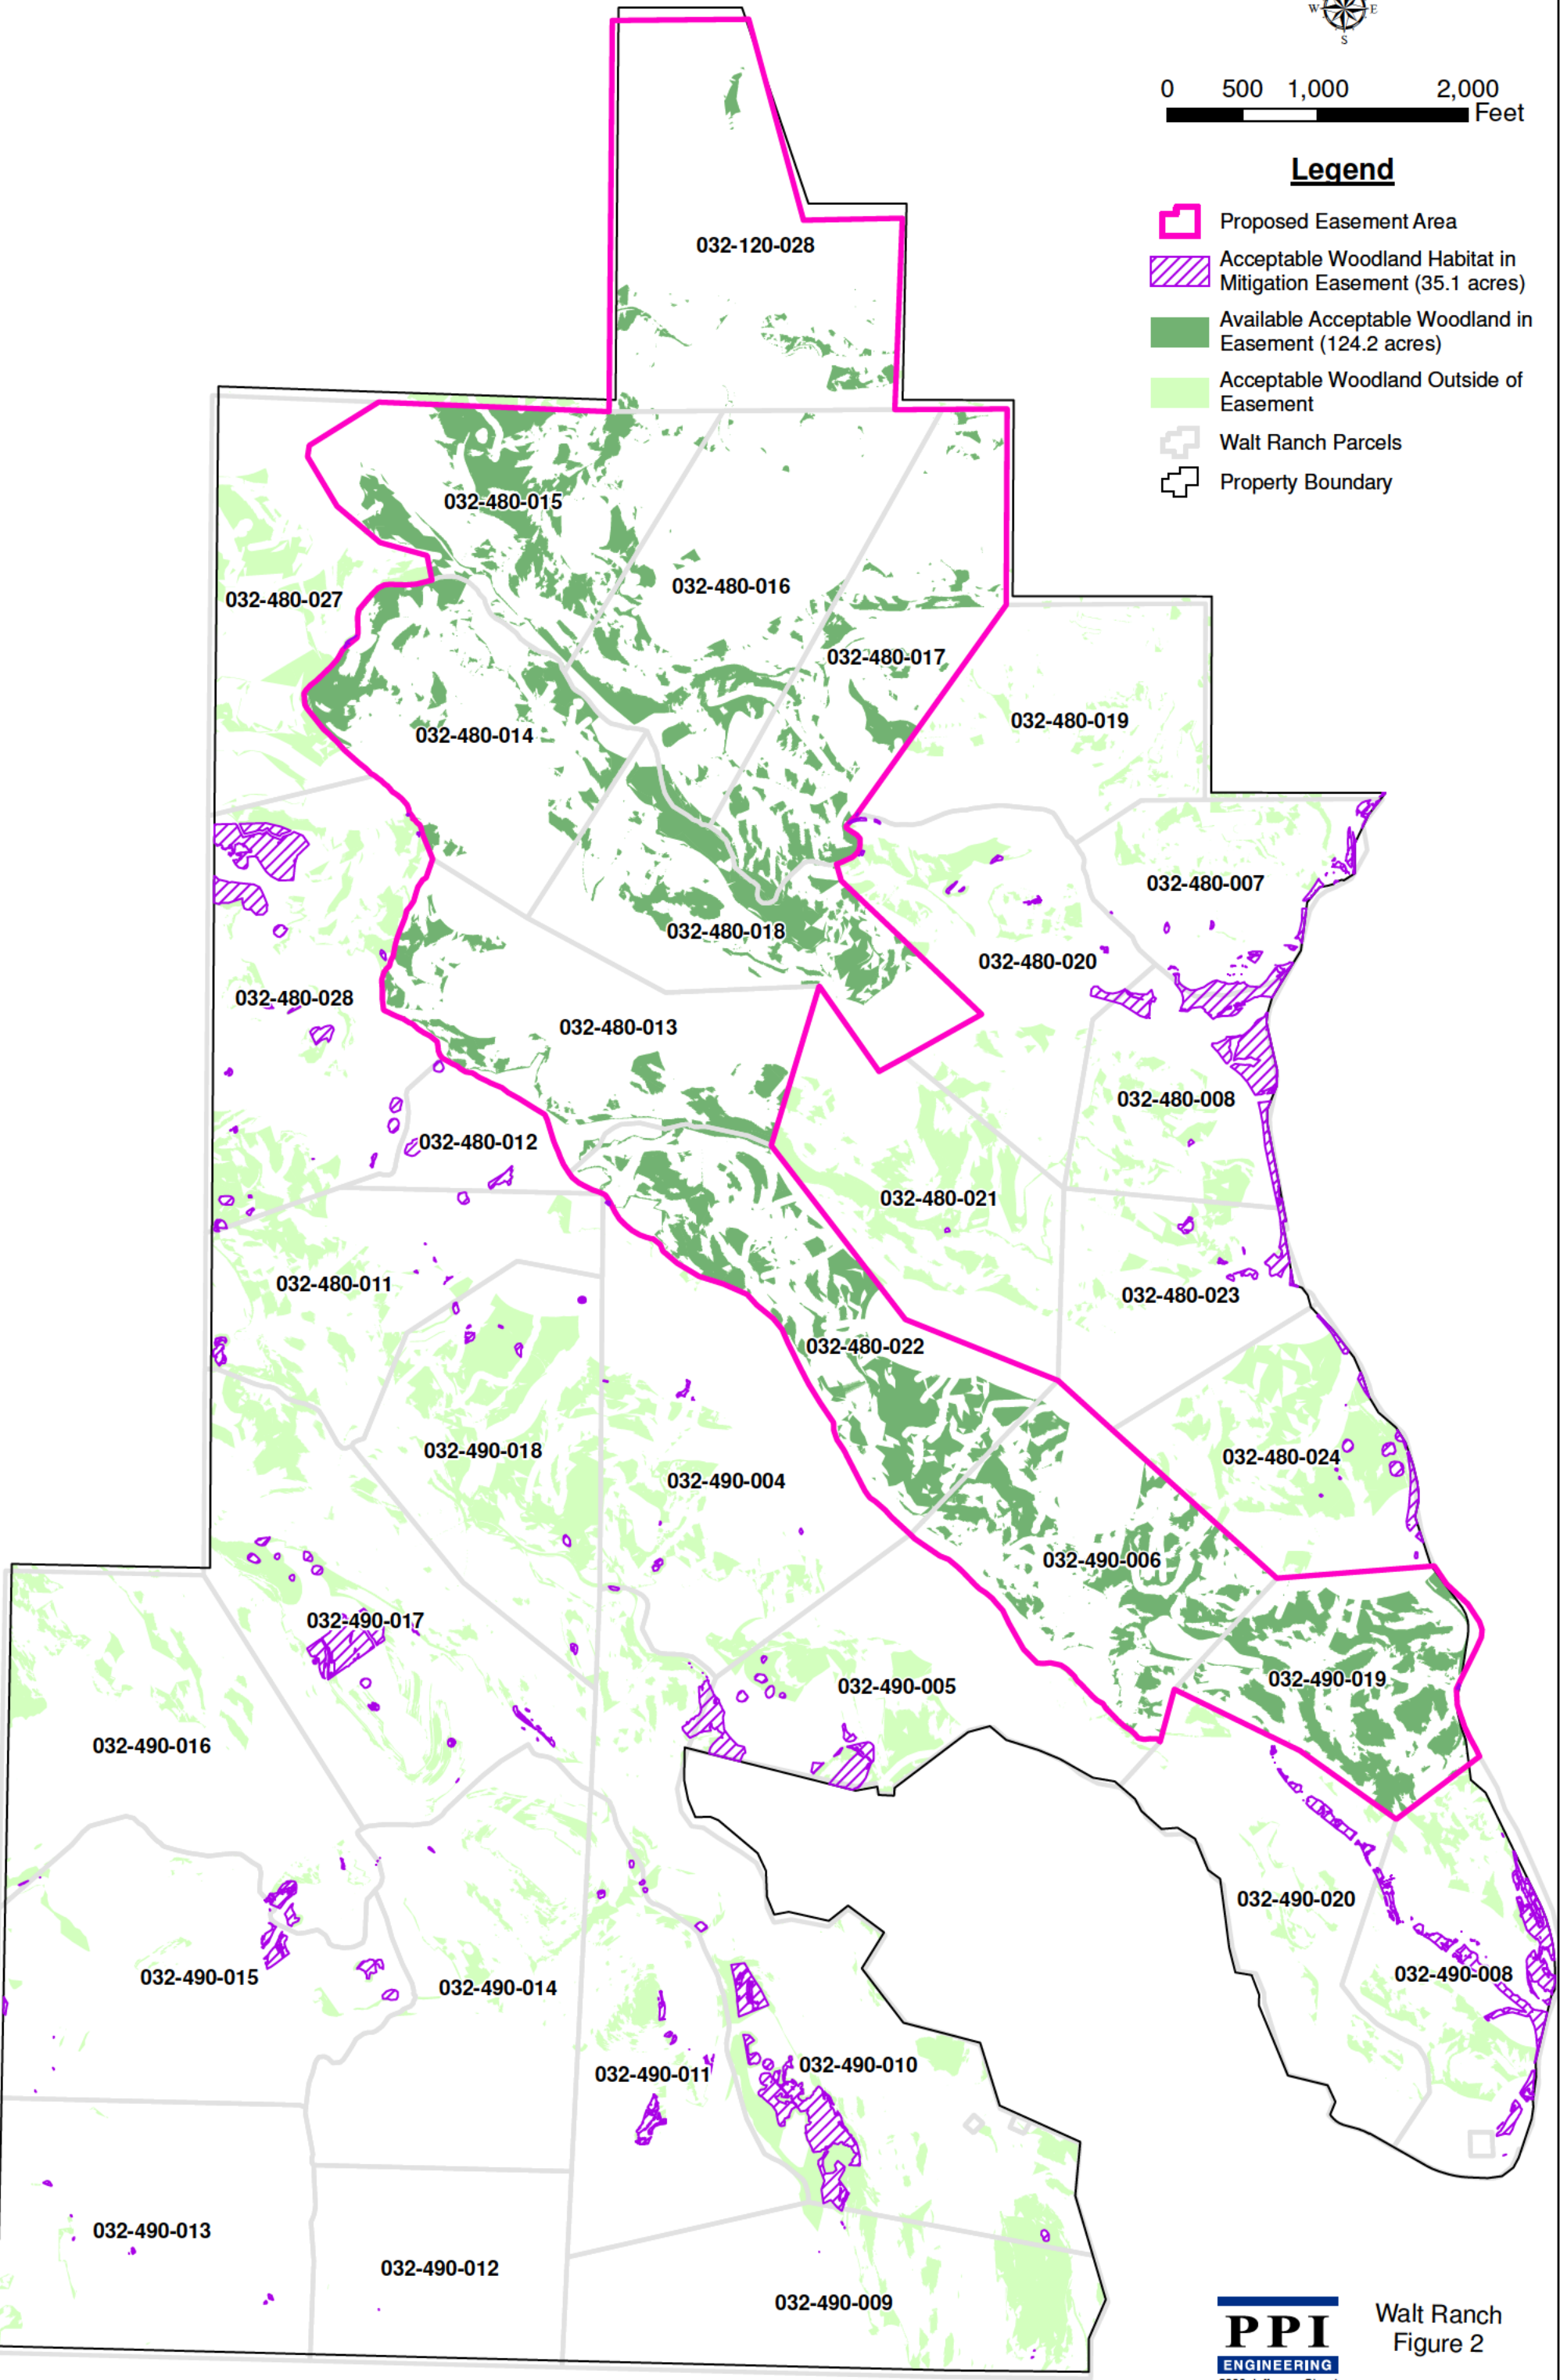 W E
S
0 500 1,000 2,000
Feet
Legend
Proposed Easement Area
Acceptable Woodland Habitat in
Mitigation Easement (35.1 acres)
Available Acceptable Woodland in
Easement (124.2 acres)
Acceptable Woodland Outside of
Easement
Walt Ranch Parcels
Property Boundary
032-120-028
032-480-015
032-480-016
032-480-027
032-480-017
032-480-019
032-480-014
032-480-007
032-480-018
032-480-020
032-480-028
032-480-013
032-480-008
032-480-012
032-480-021
032-480-011
032-480-023
032-480-022
032-490-018
032-480-024
032-490-004
032-490-006
032-490-017
032-490-019
032-490-005
032-490-016
032-490-020
032-490-008
032-490-015
032-490-014
032-490-010
032-490-011
032-490-013
032-490-012
032-490-009
PPI
ENGINEERING
Walt Ranch
Figure 2